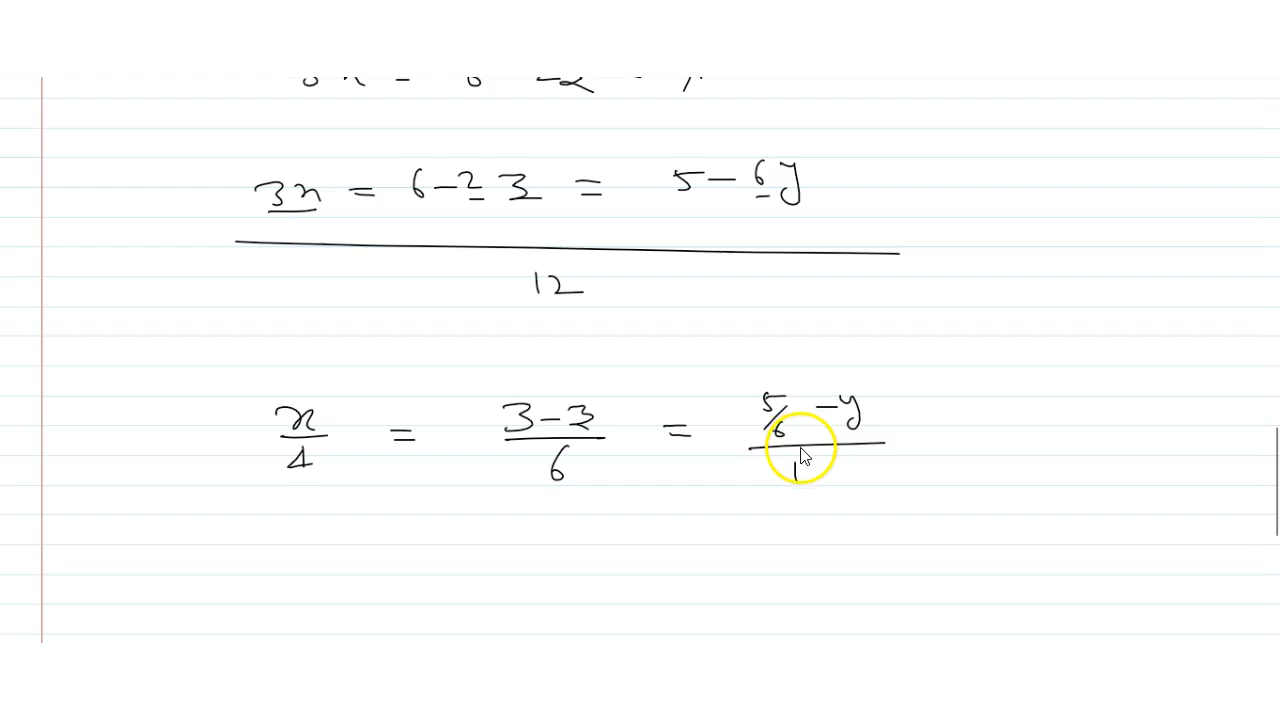 3x = 6-2z = 5-6y
12
x/4 = 3-z/6 = 5/6 -y/1